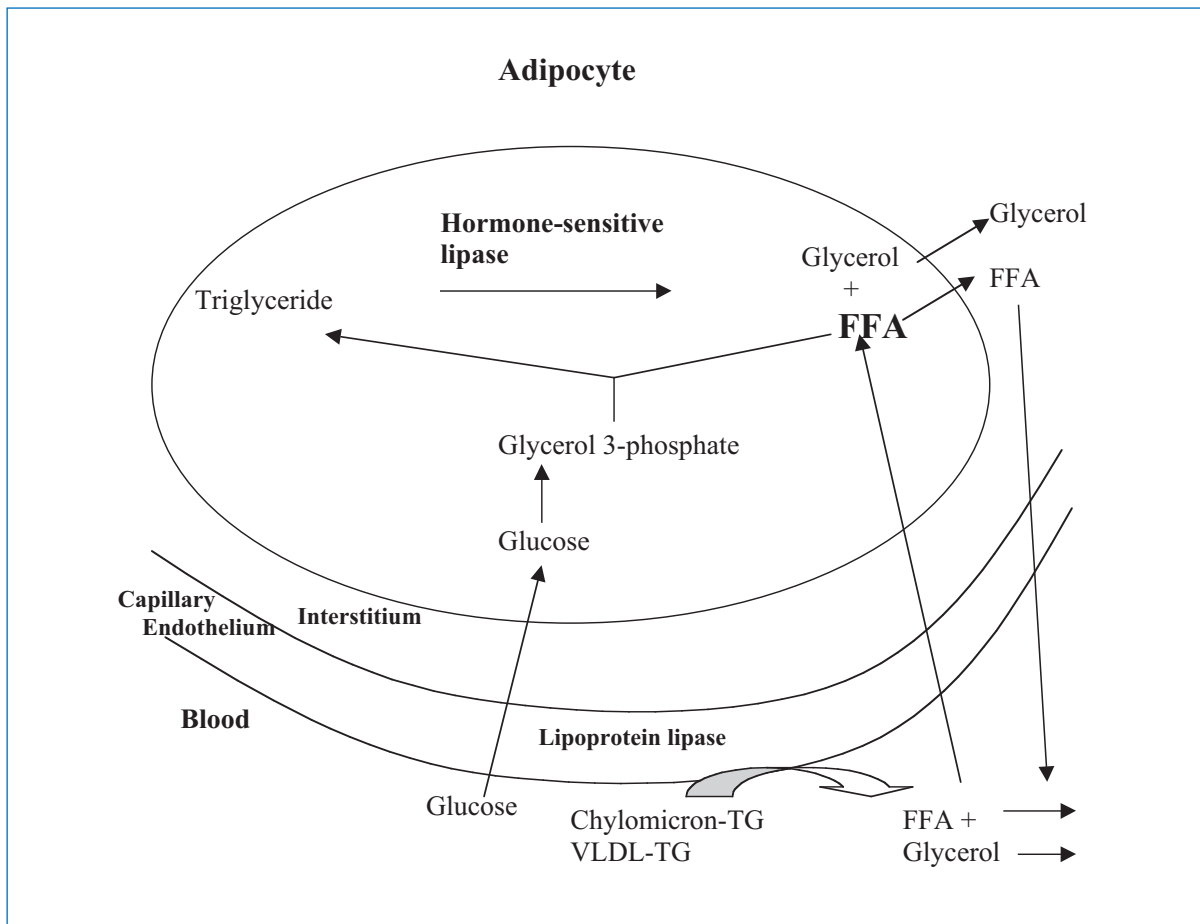 Adipocyte
Hormone-sensitive
lipase
Glycerol
Glycerol
+
FFA
FFA
Triglyceride
Glycerol 3-phosphate
Glucose
Capillary
Endothelium
Interstitium
Blood
Lipoprotein lipase
Glucose
Chylomicron-TG
VLDL-TG
FFA +
Glycerol